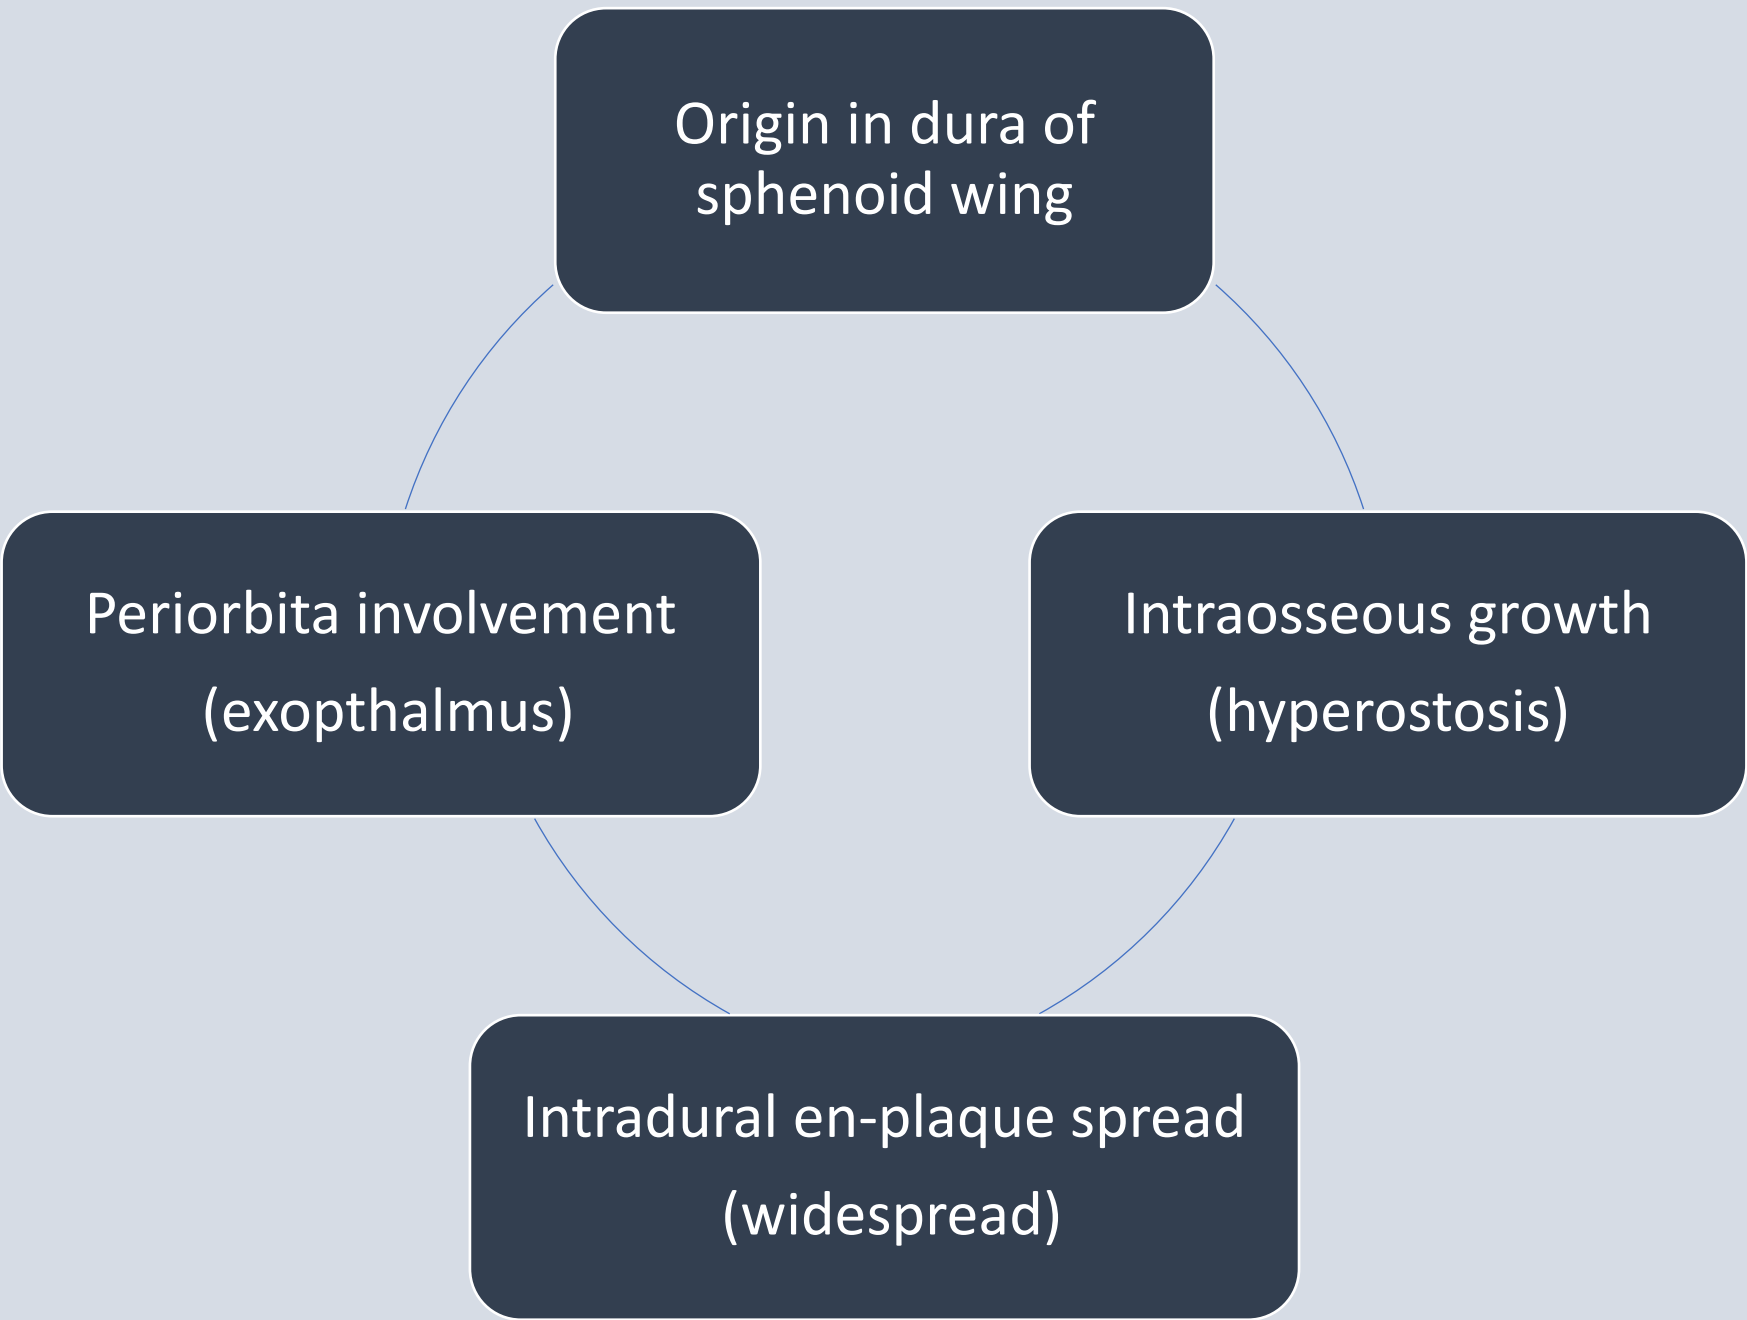 Origin in dura of
sphenoid wing
Periorbita involvement
(exopthalmus)
Intraosseous growth
(hyperostosis)
Intradural en-plaque spread
(widespread)